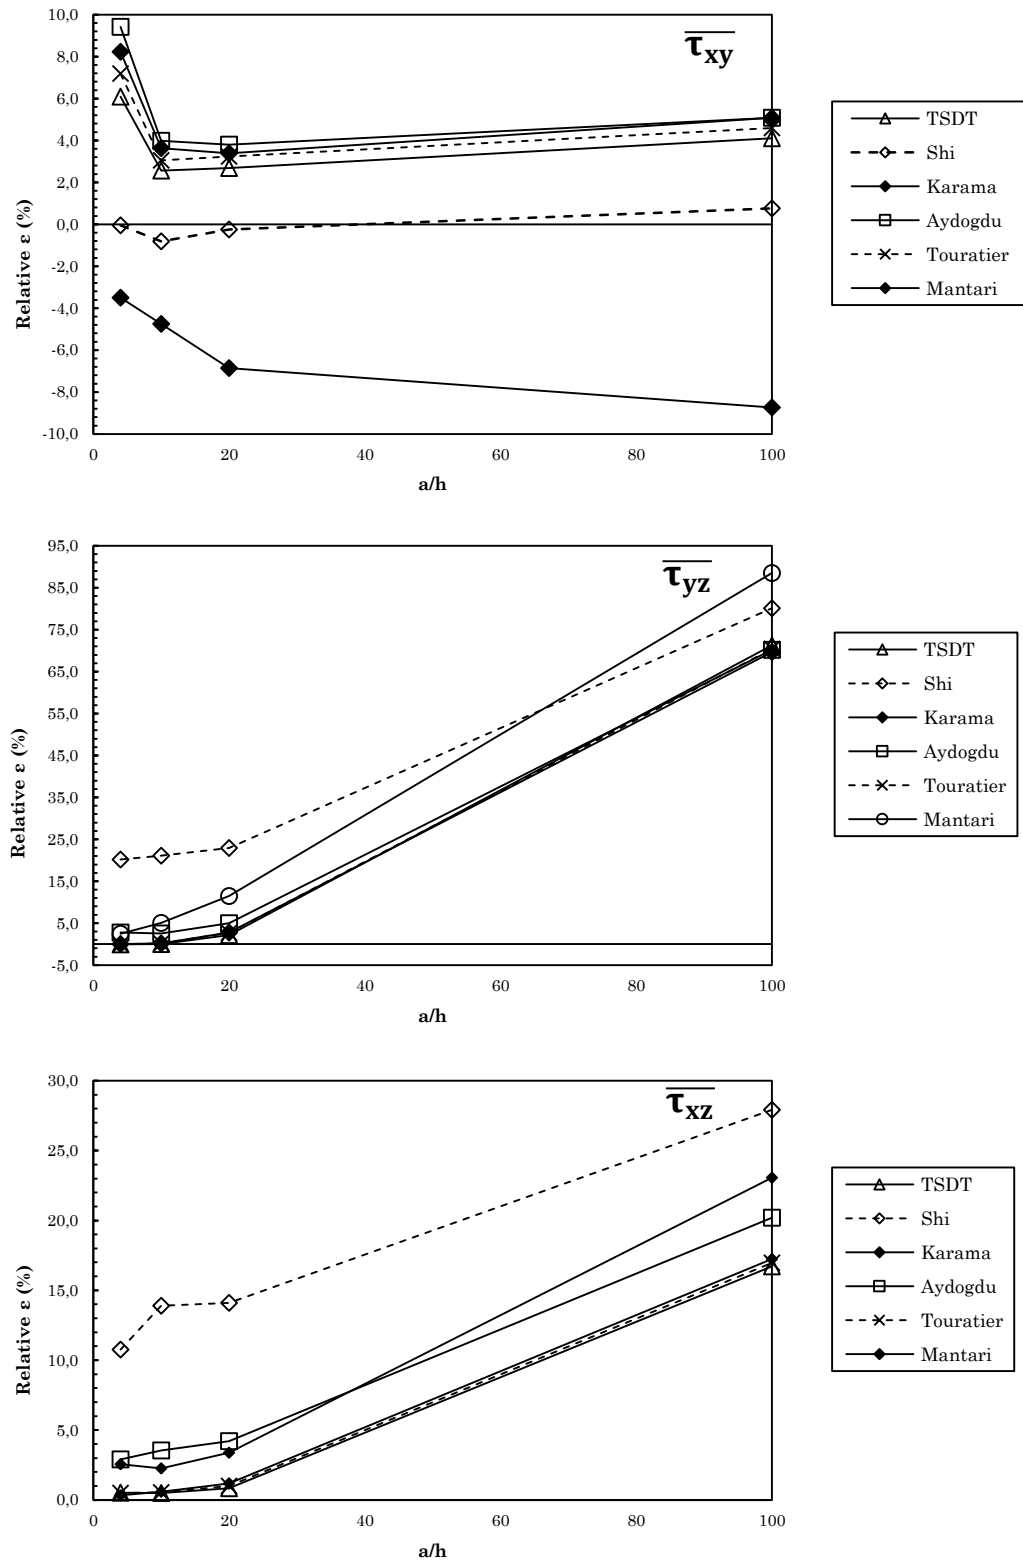 10,0
8,0
6,0
4,0
2,0
0,0
-2,0
-4,0
-6,0
-8,0
-10,0
Relative ε (%)
τxy
0 20 40 60 80 100
a/h
TSDT
Shi
Karama
Aydogdu
Touratier
Mantari
95,0
85,0
75,0
65,0
55,0
45,0
35,0
25,0
15,0
5,0
-5,0
Relative ε (%)
τyz
0 20 40 60 80 100
a/h
TSDT
Shi
Karama
Aydogdu
Touratier
Mantari
30,0
25,0
20,0
15,0
10,0
5,0
0,0
Relative ε (%)
τxz
0 20 40 60 80 100
a/h
TSDT
Shi
Karama
Aydogdu
Touratier
Mantari